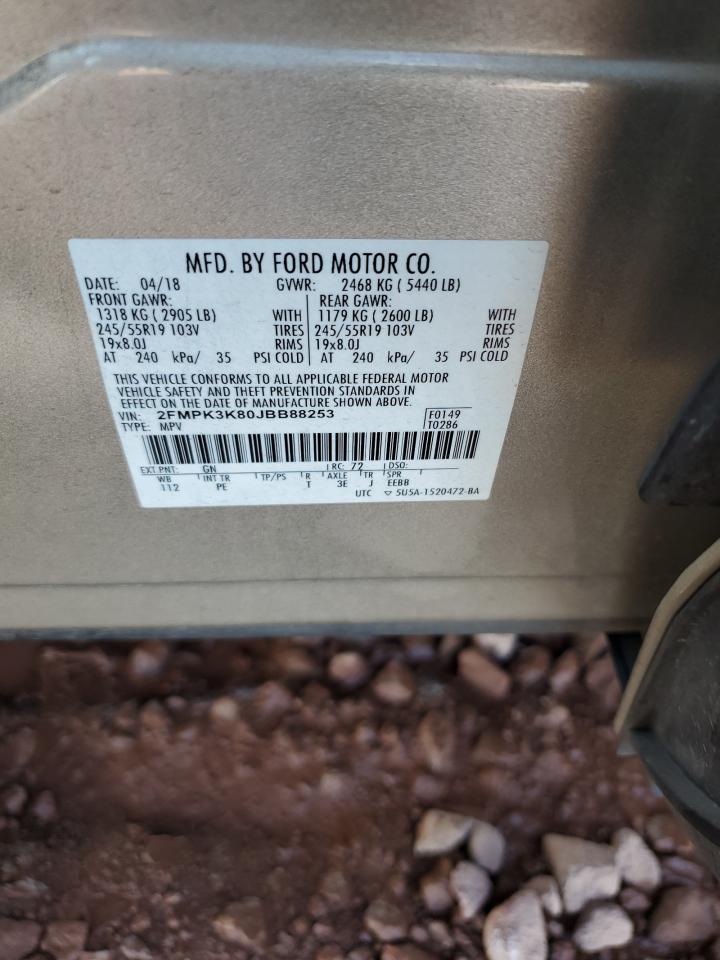 MFD. BY FORD MOTOR CO.
DATE: 04/18 GVWR: 2468 KG ( 5440 LB)
FRONT GAWR: REAR GAWR:
1318 KG ( 2905 LB) WITH 1179 KG ( 2600 LB) WITH
245/55R19 103V TIRES 245/55R19 103V TIRES
19x8.0J RIMS 19x8.0J RIMS
AT 240 kPa/ 35 PSI COLD AT 240 kPa/ 35 PSI COLD
THIS VEHICLE CONFORMS TO ALL APPLICABLE FEDERAL MOTOR
VEHICLE SAFETY AND THEFT PREVENTION STANDARDS IN
EFFECT ON THE DATE OF MANUFACTURE SHOWN ABOVE.
VIN: 2FMPK3K80JBB88253 F0149
TYPE: MPV T0286
EXT PNT: GN RC: 72 DSO:
WB INT TR TP/PS R AXLE TR SPR
112 PE T 3E J EEBB
UTC ▽ 5U5A-1520472-BA